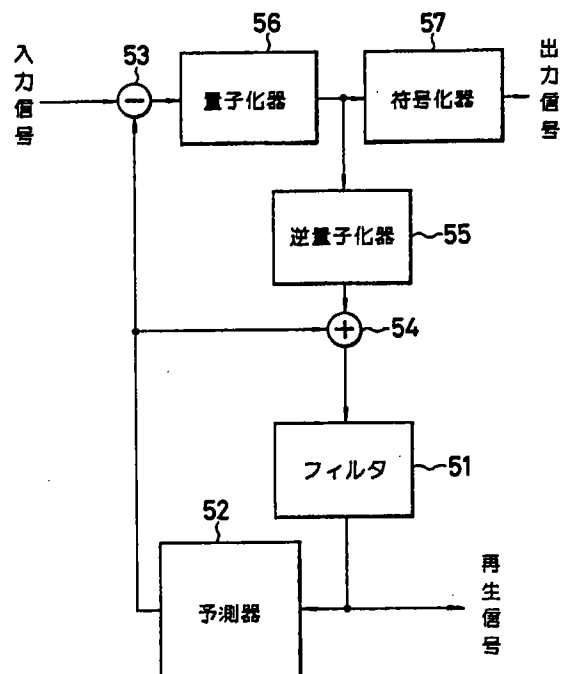 入力信号
53
56
57
出力信号
−
量子化器
符号化器
逆量子化器
55
+
54
フィルタ
51
52
予測器
再生信号